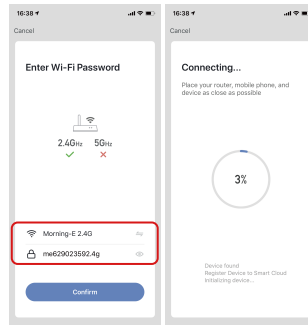 16:38
Cancel
Enter Wi-Fi Password
2.4GHz 5GHz
Morning-E 2.4G
me629023592.4g
Confirm
16:38
Cancel
Connecting...
Place your router, mobile phone, and
device as close as possible
3%
Device found
Register Device to Smart Cloud
Initializing device...